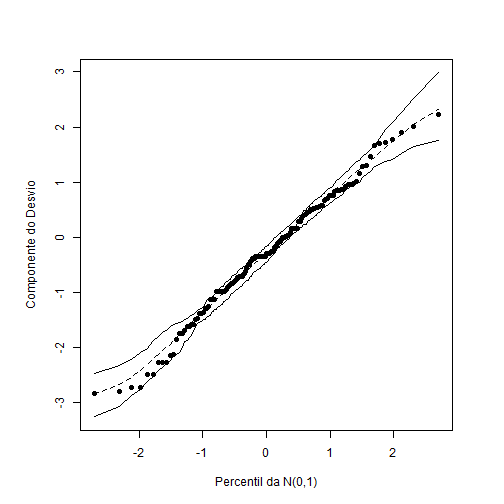 Componente do Desvio
3
2
1
0
-1
-2
-3
-2 -1 0 1 2
Percentil da N(0,1)